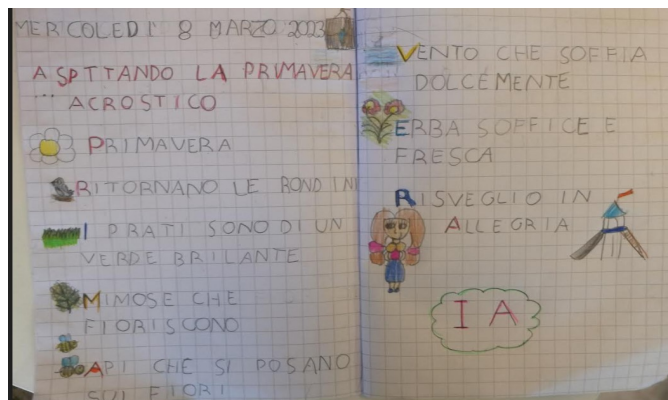 MERCOLEDI' 8 MARZO 2023
ASPTTANDO LA PRIMAVERA
... ACROSTICO
PRIMAVERA
RITORNANO LE RONDINI
I PRATI SONO DI UN
VERDE BRILANTE
MIMOSE CHE
FIORISCONO
API CHE SI POSANO
SUI FIORI
VENTO CHE SOFFIA
DOLCEMENTE
ERBA SOFFICE E
FRESCA
RISVEGLIO IN
ALLEGRIA
IA